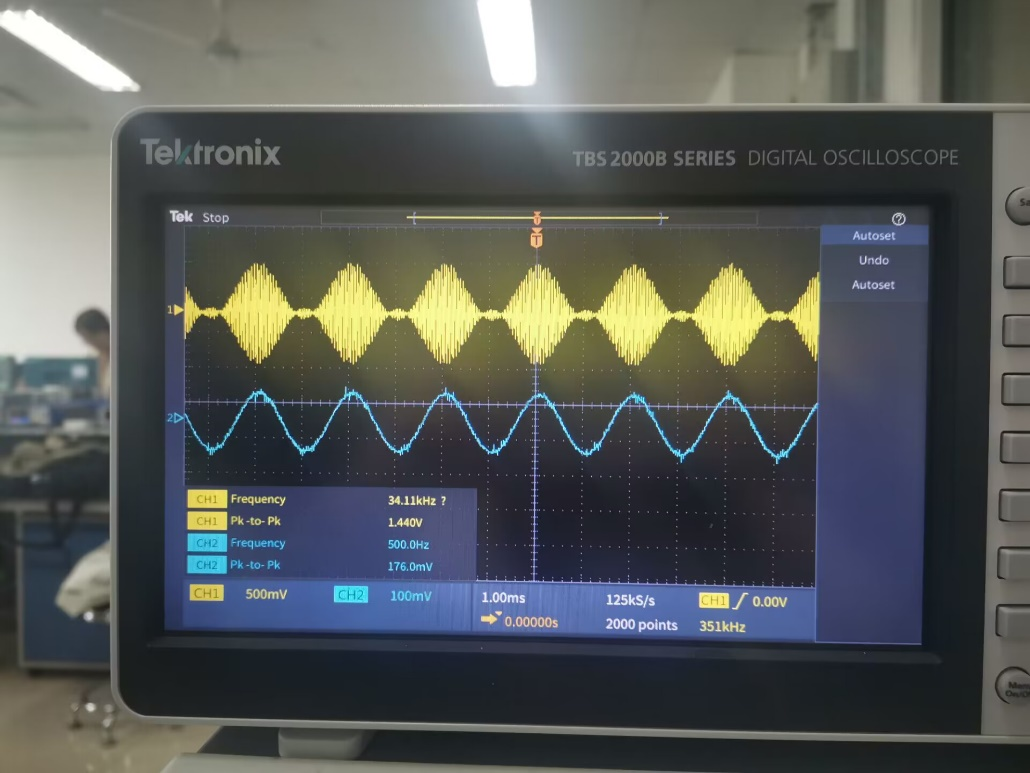 Tektronix
TBS 2000B SERIES DIGITAL OSCILLOSCOPE
Tek Stop
T
?
Autoset
Undo
Autoset
1
2
CH1 Frequency 34.11kHz ?
CH1 Pk-to-Pk 1.440V
CH2 Frequency 500.0Hz
CH2 Pk-to-Pk 176.0mV
CH1 500mV CH2 100mV
1.00ms 125kS/s CH1 0.00V
0.00000s 2000 points 351kHz